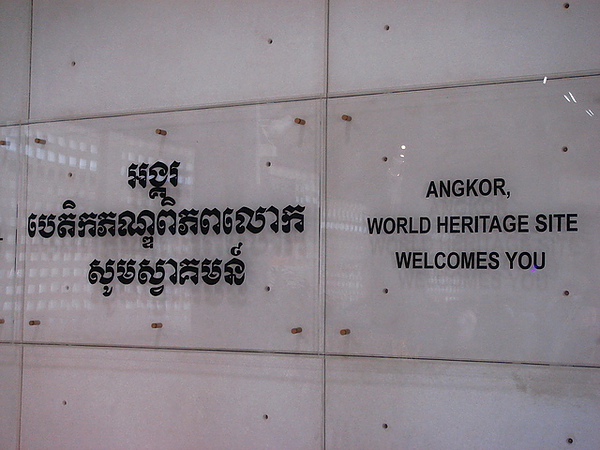 អង្គរ
បេតិកភណ្ឌពិភពលោក
សូមស្វាគមន៍
ANGKOR,
WORLD HERITAGE SITE
WELCOMES YOU